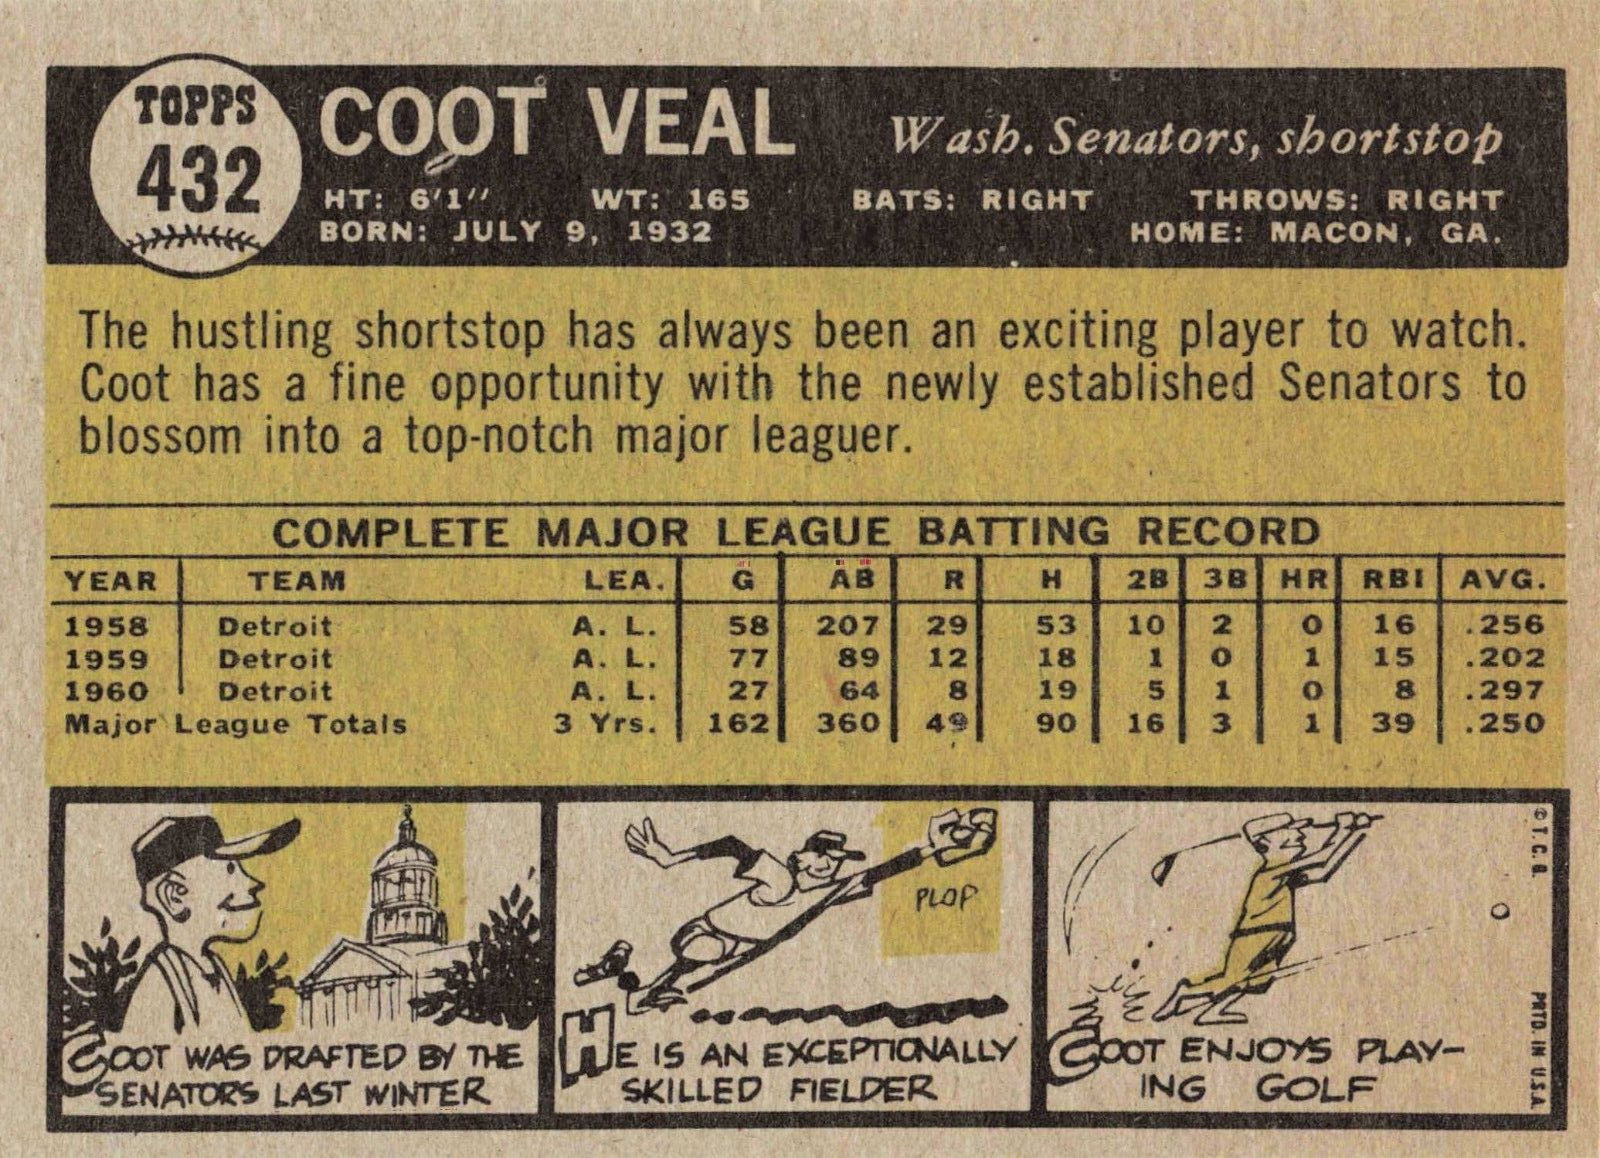 TOPPS
432
COOT VEAL
Wash. Senators, shortstop
HT: 6'1" WT: 165 BATS: RIGHT THROWS: RIGHT
BORN: JULY 9, 1932 HOME: MACON, GA.
The hustling shortstop has always been an exciting player to watch.
Coot has a fine opportunity with the newly established Senators to
blossom into a top-notch major leaguer.
COMPLETE MAJOR LEAGUE BATTING RECORD
YEAR TEAM LEA. G AB R H 2B 3B HR RBI AVG.
1958 Detroit A. L. 58 207 29 53 10 2 0 16 .256
1959 Detroit A. L. 77 89 12 18 1 0 1 15 .202
1960 Detroit A. L. 27 64 8 19 5 1 0 8 .297
Major League Totals 3 Yrs. 162 360 49 90 16 3 1 39 .250
COOT WAS DRAFTED BY THE
SENATORS LAST WINTER
PLOP
HE IS AN EXCEPTIONALLY
SKILLED FIELDER
COOT ENJOYS PLAY-
ING GOLF
© T. C. G.
PRTD. IN U.S.A.